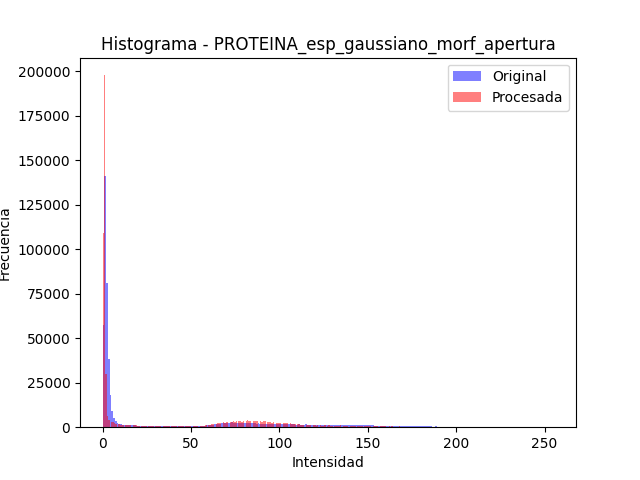 Histograma - PROTEINA_esp_gaussiano_morf_apertura
Original
Procesada
200000
175000
150000
125000
100000
75000
50000
25000
0
Frecuencia
0 50 100 150 200 250
Intensidad